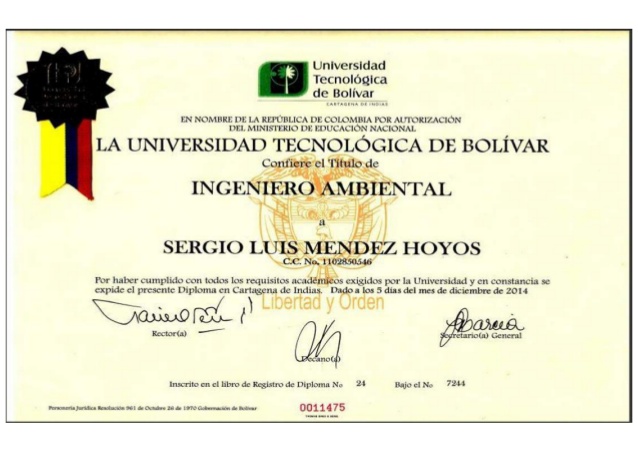 Universidad
Tecnológica
de Bolívar
CARTAGENA DE INDIAS
EN NOMBRE DE LA REPÚBLICA DE COLOMBIA POR AUTORIZACIÓN
DEL MINISTERIO DE EDUCACIÓN NACIONAL
LA UNIVERSIDAD TECNOLÓGICA DE BOLÍVAR
Confiere el Título de
INGENIERO AMBIENTAL
a
SERGIO LUIS MENDEZ HOYOS
C.C. No. 1102850546
Por haber cumplido con todos los requisitos académicos exigidos por la Universidad y en constancia se
expide el presente Diploma en Cartagena de Indias. Dado a los 5 días del mes de diciembre de 2014
Libertad y Orden
Rector(a)
Decano(a)
Secretario(a) General
Inscrito en el libro de Registro de Diploma No 24 Bajo el No 7244
Personería Jurídica Resolución 961 de Octubre 26 de 1970 Gobernación de Bolívar
0011475